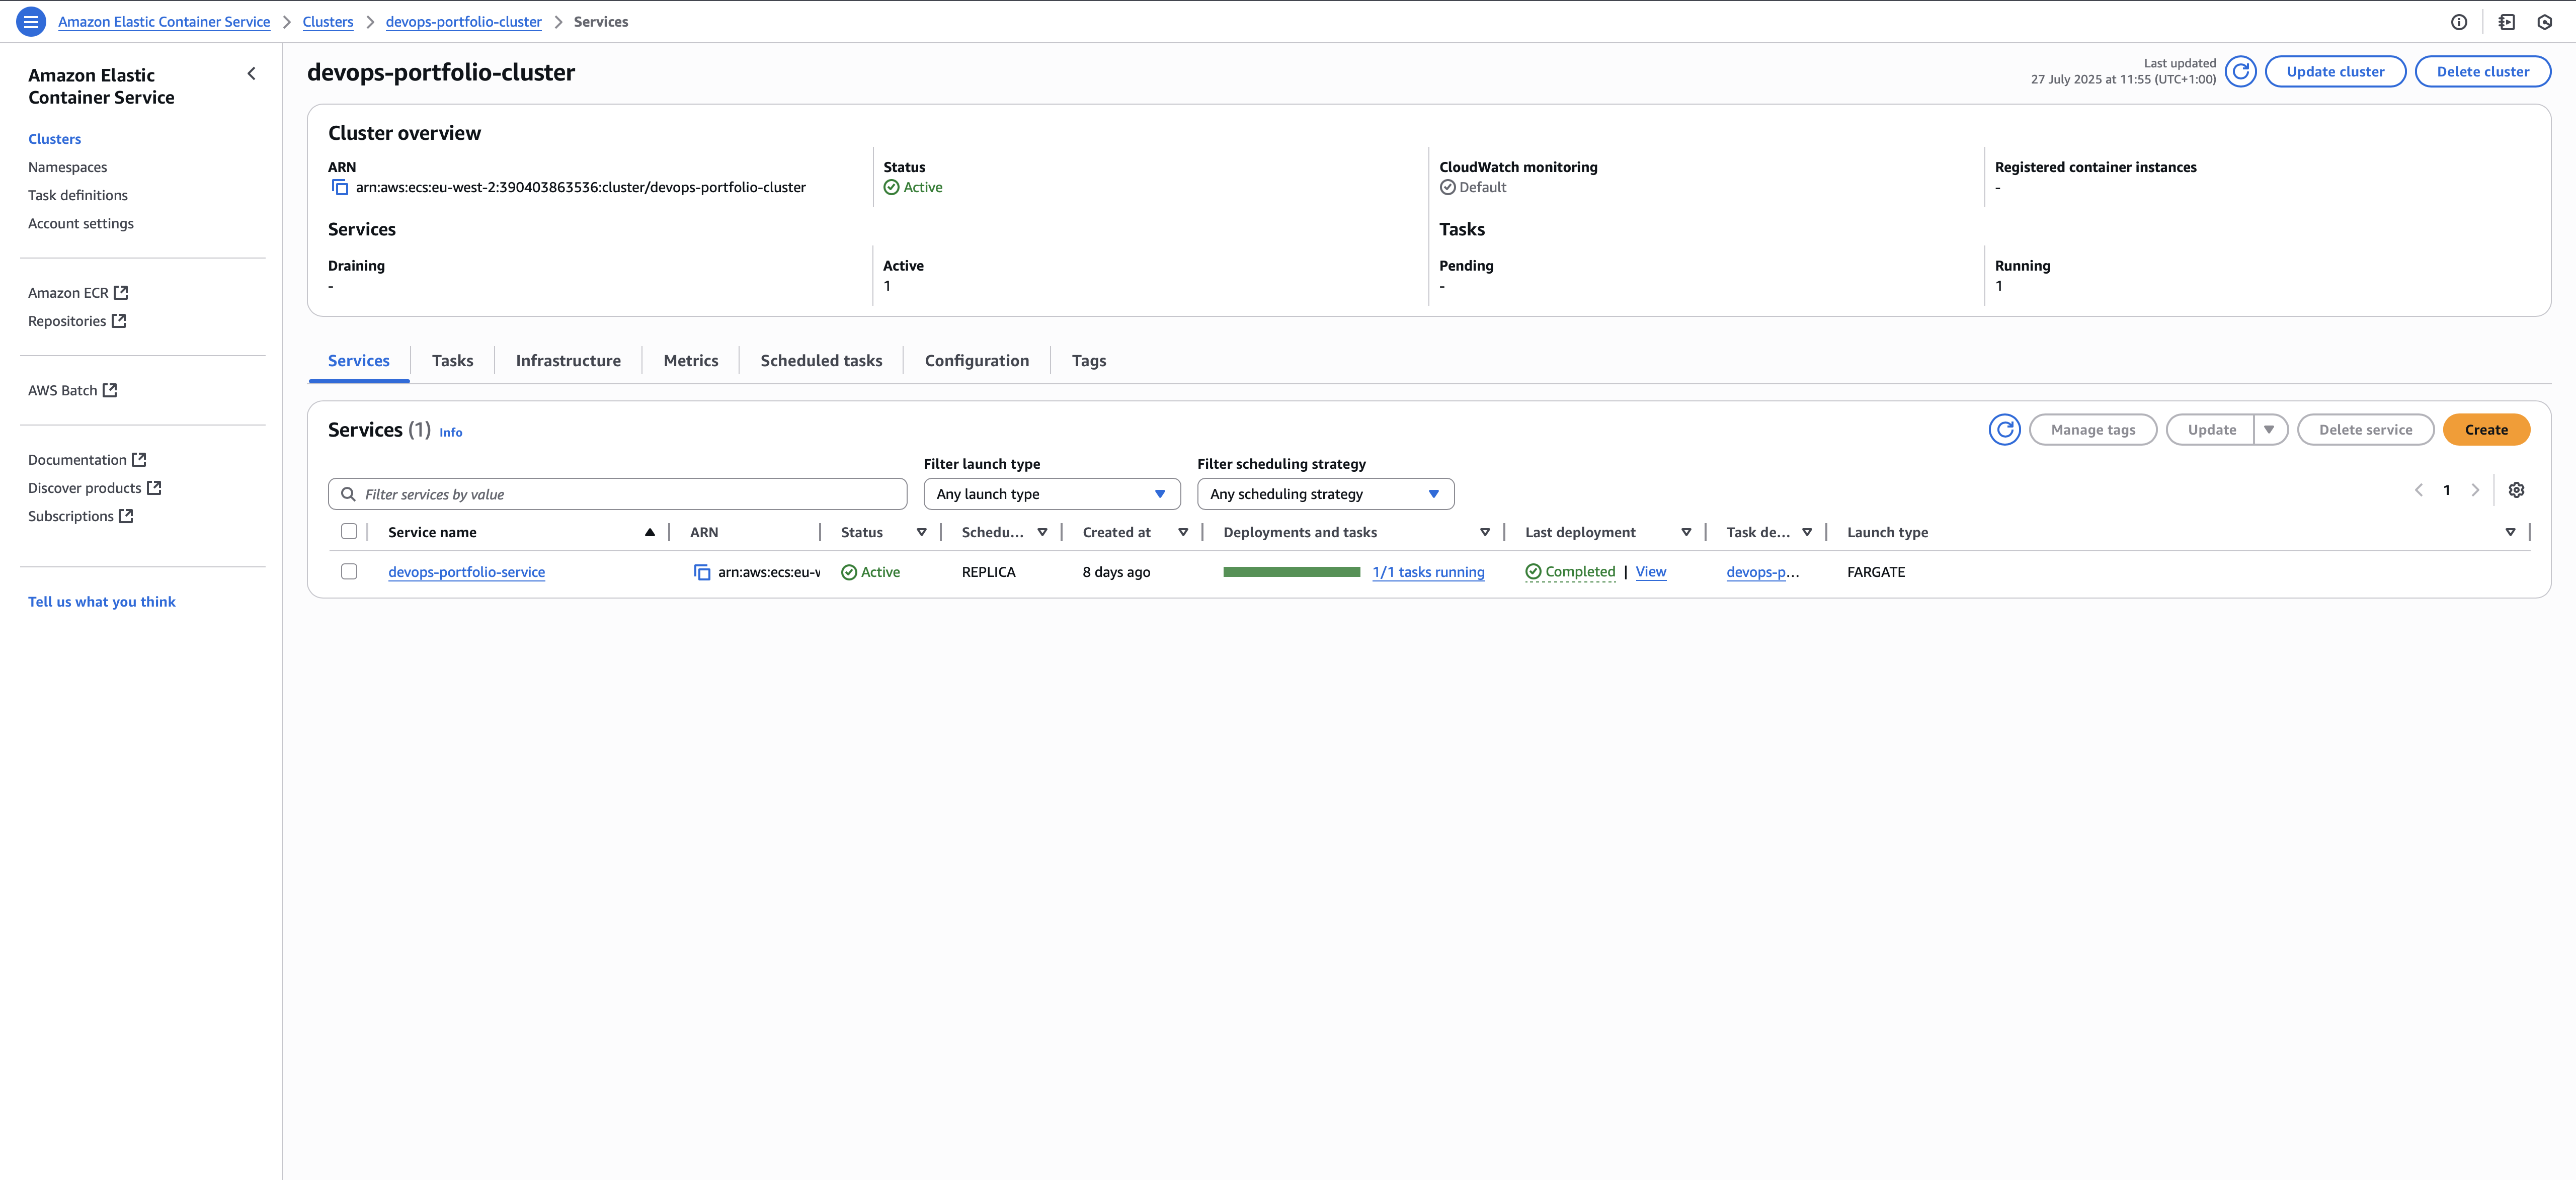 Amazon Elastic Container Service > Clusters > devops-portfolio-cluster > Services
Amazon Elastic
Container Service
Clusters
Namespaces
Task definitions
Account settings
Amazon ECR
Repositories
AWS Batch
Documentation
Discover products
Subscriptions
Tell us what you think
devops-portfolio-cluster
Last updated
27 July 2025 at 11:55 (UTC+1:00)
Update cluster
Delete cluster
Cluster overview
ARN
arn:aws:ecs:eu-west-2:390403863536:cluster/devops-portfolio-cluster
Status
Active
CloudWatch monitoring
Default
Registered container instances
-
Services
Tasks
Draining
-
Active
1
Pending
-
Running
1
Services Tasks Infrastructure Metrics Scheduled tasks Configuration Tags
Services (1) Info
Manage tags
Update
Delete service
Create
Filter launch type
Filter scheduling strategy
Filter services by value
Any launch type
Any scheduling strategy
1
Service name ARN Status Schedu... Created at Deployments and tasks Last deployment Task de... Launch type
devops-portfolio-service arn:aws:ecs:eu-w Active REPLICA 8 days ago 1/1 tasks running Completed | View devops-p... FARGATE